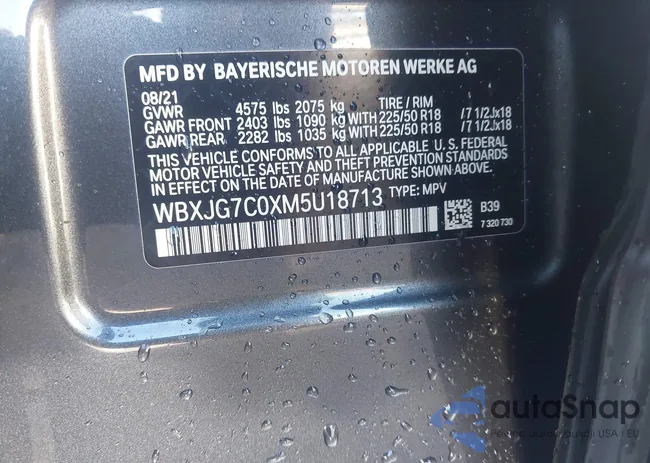 MFD BY BAYERISCHE MOTOREN WERKE AG
08/21
GVWR 4575 lbs 2075 kg TIRE / RIM
GAWR FRONT 2403 lbs 1090 kg WITH 225/50 R18 /7 1/2Jx18
GAWR REAR 2282 lbs 1035 kg WITH 225/50 R18 /7 1/2Jx18
THIS VEHICLE CONFORMS TO ALL APPLICABLE U. S. FEDERAL
MOTOR VEHICLE SAFETY AND THEFT PREVENTION STANDARDS
IN EFFECT ON THE DATE OF MANUFACTURE SHOWN ABOVE.
WBXJG7C0XM5U18713 TYPE: MPV
B39
7 320 730
autoSnap
USA I EU